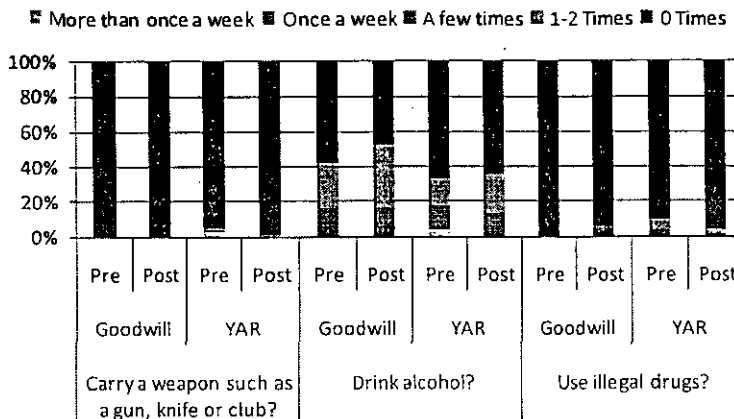 More than once a week Once a week A few times 1-2 Times 0 Times
100%
80%
60%
40%
20%
0%
Pre Post Pre Post Pre Post Pre Post Pre Post Pre Post
Goodwill YAR Goodwill YAR Goodwill YAR
Carry a weapon such as Drink alcohol? Use illegal drugs?
a gun, knife or club?